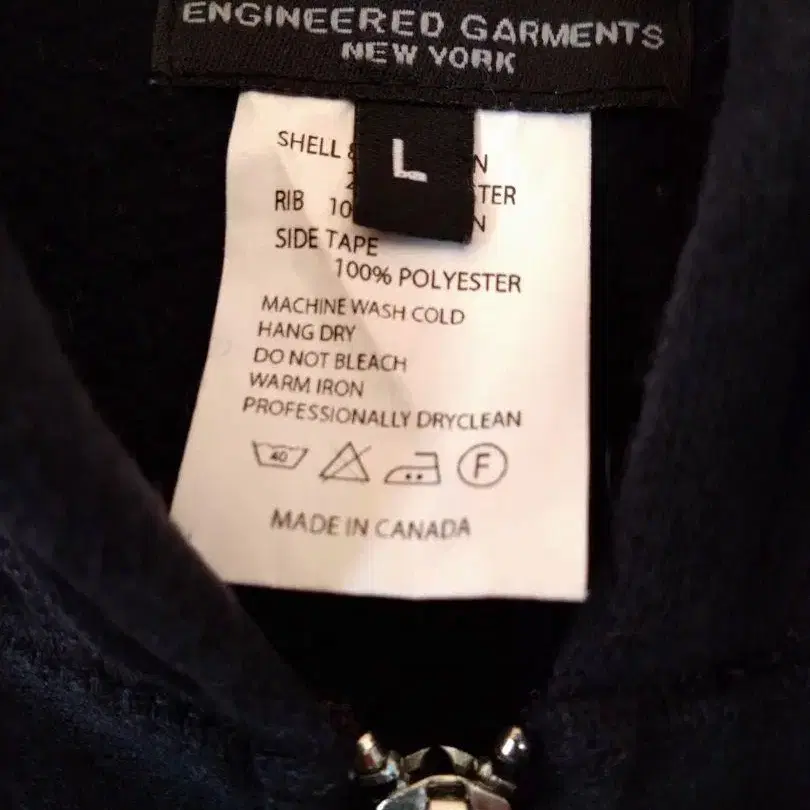 ENGINEERED GARMENTS
NEW YORK
L
SHELL
RIB
SIDE TAPE
100% POLYESTER
MACHINE WASH COLD
HANG DRY
DO NOT BLEACH
WARM IRON
PROFESSIONALLY DRYCLEAN
40 F
MADE IN CANADA